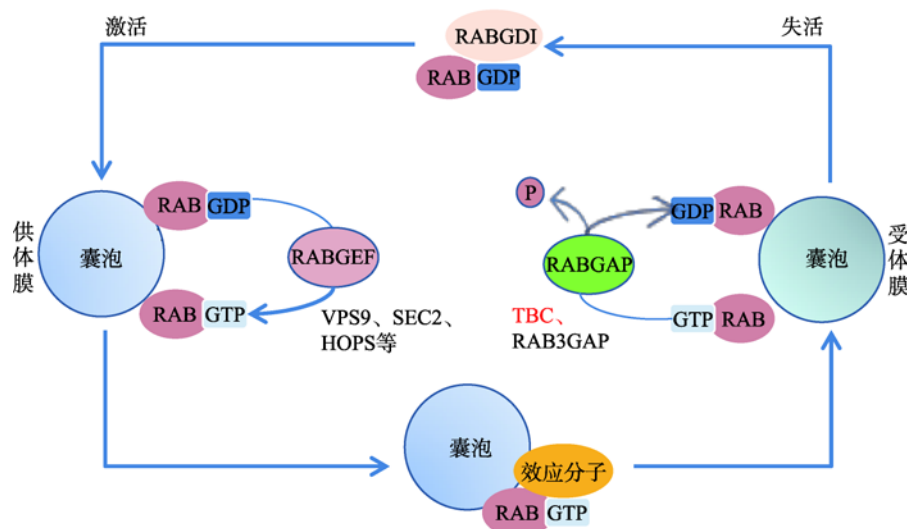 激活
RABGDI
失活
RAB GDP
供体膜
囊泡
RAB GDP
RABGEF
RAB GTP
VPS9、SEC2、
HOPS等
P
GDP RAB
RABGAP
GTP RAB
TBC、
RAB3GAP
囊泡
受体膜
囊泡
效应分子
RAB GTP